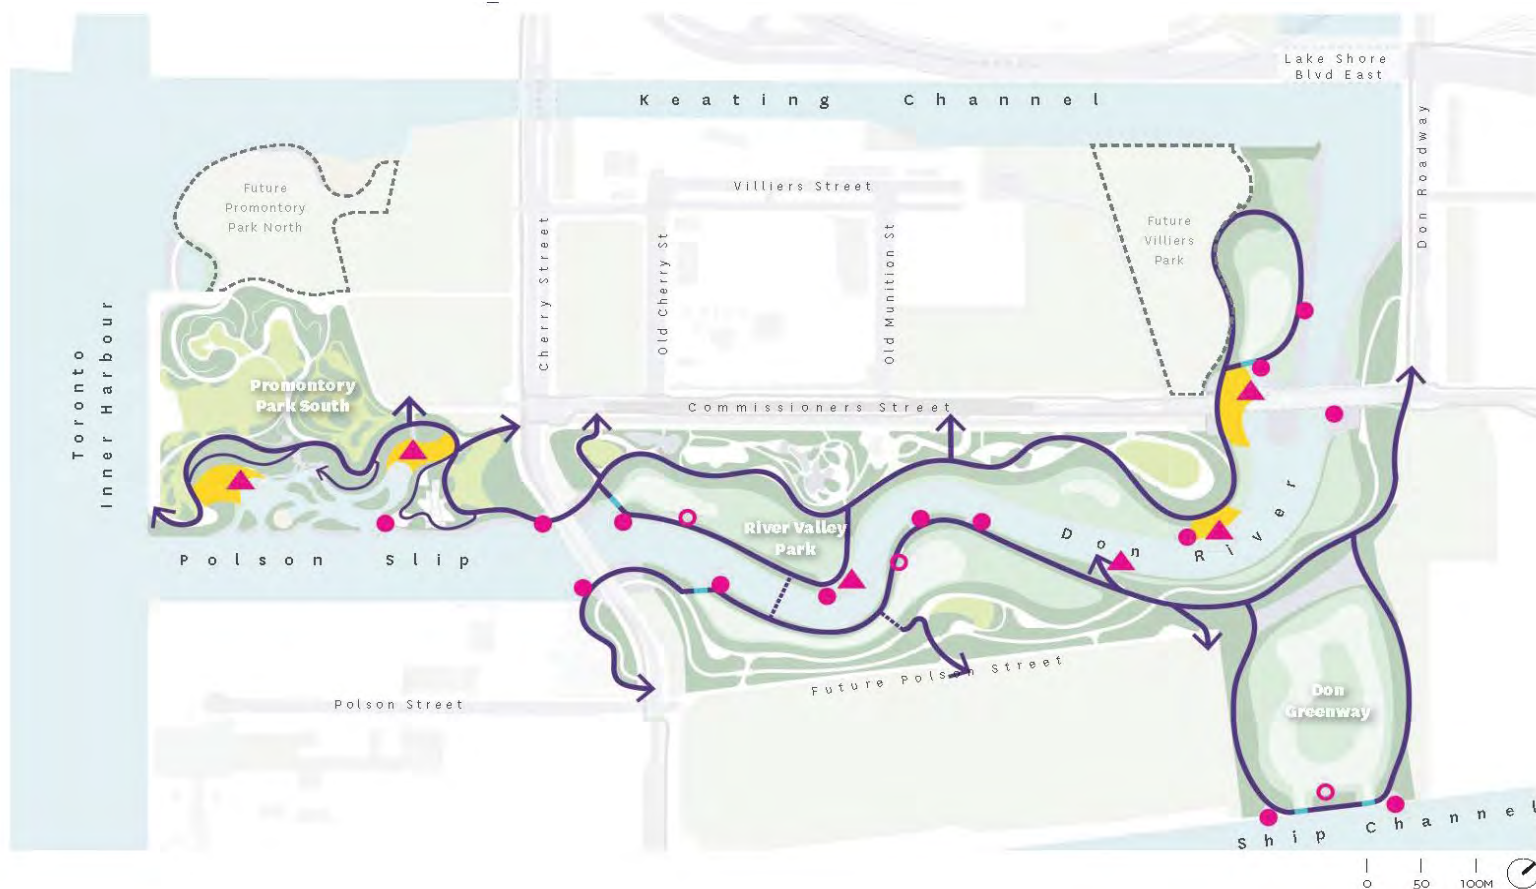 Lake Shore
Blvd East
Keating Channel
Don Roadway
Villiers Street
Future
Promontory
Park North
Future
Villiers
Park
Cherry Street
Old Cherry St
Old Munition St
Toronto
Inner Harbour
Promontory
Park South
Commissioners Street
River Valley
Park
Don River
Polson Slip
Future Polson Street
Polson Street
Don
Greenway
Ship Channel
0 50 100M